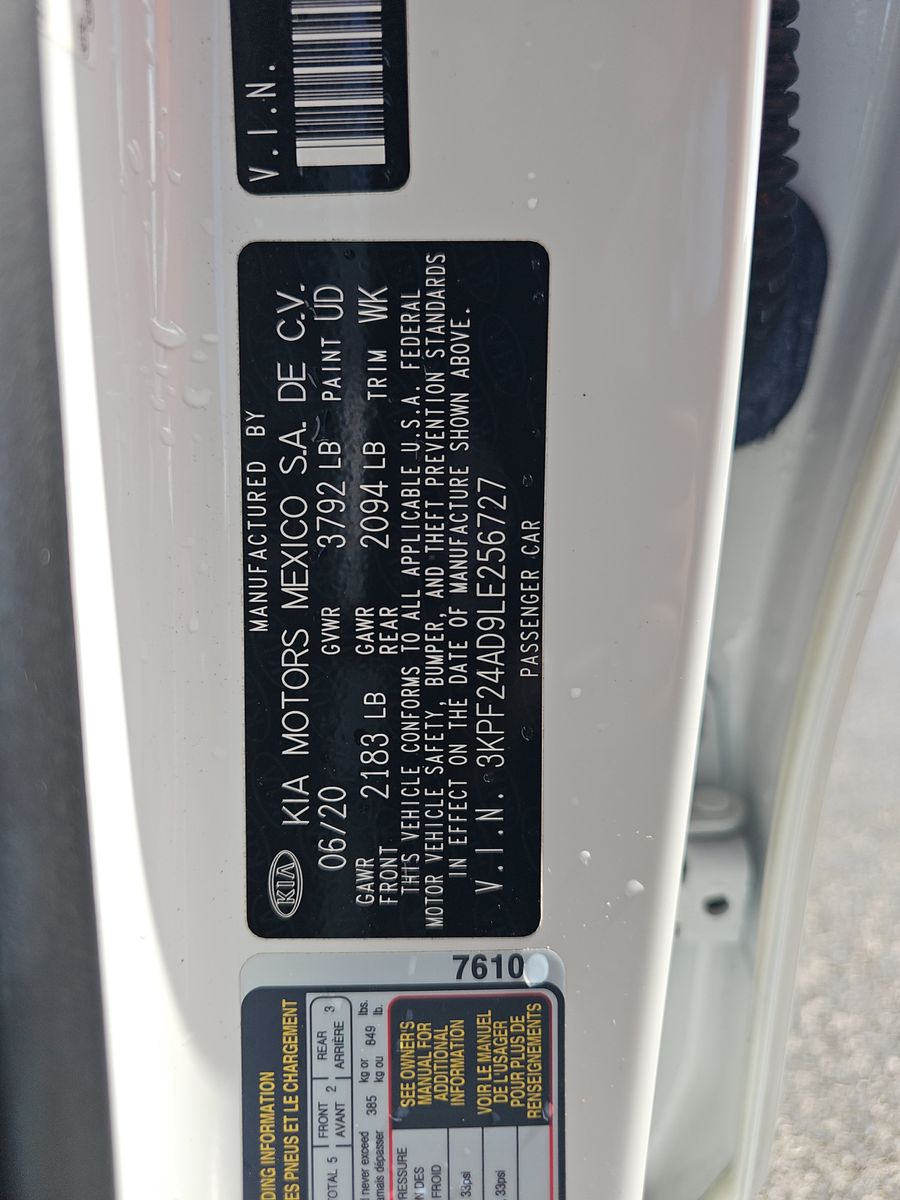 V.I.N.
MANUFACTURED BY
KIA KIA MOTORS MEXICO S.A. DE C.V.
06/20 GVWR 3792 LB PAINT UD
GAWR FRONT 2183 LB GAWR REAR 2094 LB TRIM WK
THIS VEHICLE CONFORMS TO ALL APPLICABLE U.S.A. FEDERAL
MOTOR VEHICLE SAFETY, BUMPER, AND THEFT PREVENTION STANDARDS
IN EFFECT ON THE DATE OF MANUFACTURE SHOWN ABOVE.
V.I.N. 3KPF24AD9LE256727
PASSENGER CAR
7610
DING INFORMATION
ES PNEUS ET LE CHARGEMENT
OTAL 5 FRONT 2 REAR 3
AVANT 2 ARRIÈRE 3
never exceed 385 kg or 849 lbs.
amais dépasser kg ou lb.
RESSURE
N DES
FROID
33psi
33psi
SEE OWNER'S
MANUAL FOR
ADDITIONAL
INFORMATION
VOIR LE MANUEL
DE L'USAGER
POUR PLUS DE
RENSEIGNEMENTS